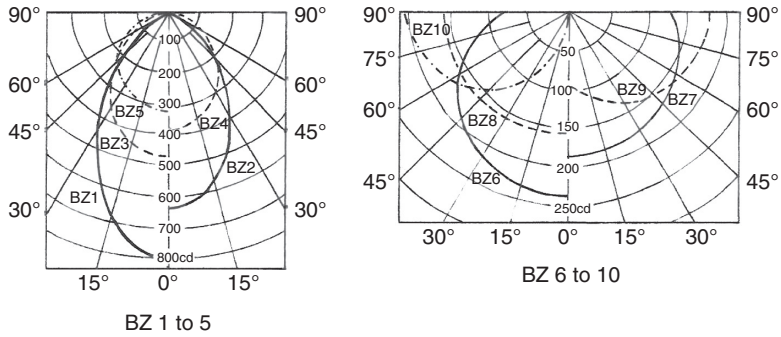 90° 90°
100
200
60° 60°
300
BZ5
BZ4
45° 400 45°
BZ3
500
BZ2
BZ1 600
30° 30°
700
800cd
15° 0° 15°
BZ 1 to 5
90° 90°
BZ10
50
75° 75°
100 BZ9
BZ7
60° 60°
BZ8 150
200
BZ6
45° 45°
250cd
30° 15° 0° 15° 30°
BZ 6 to 10